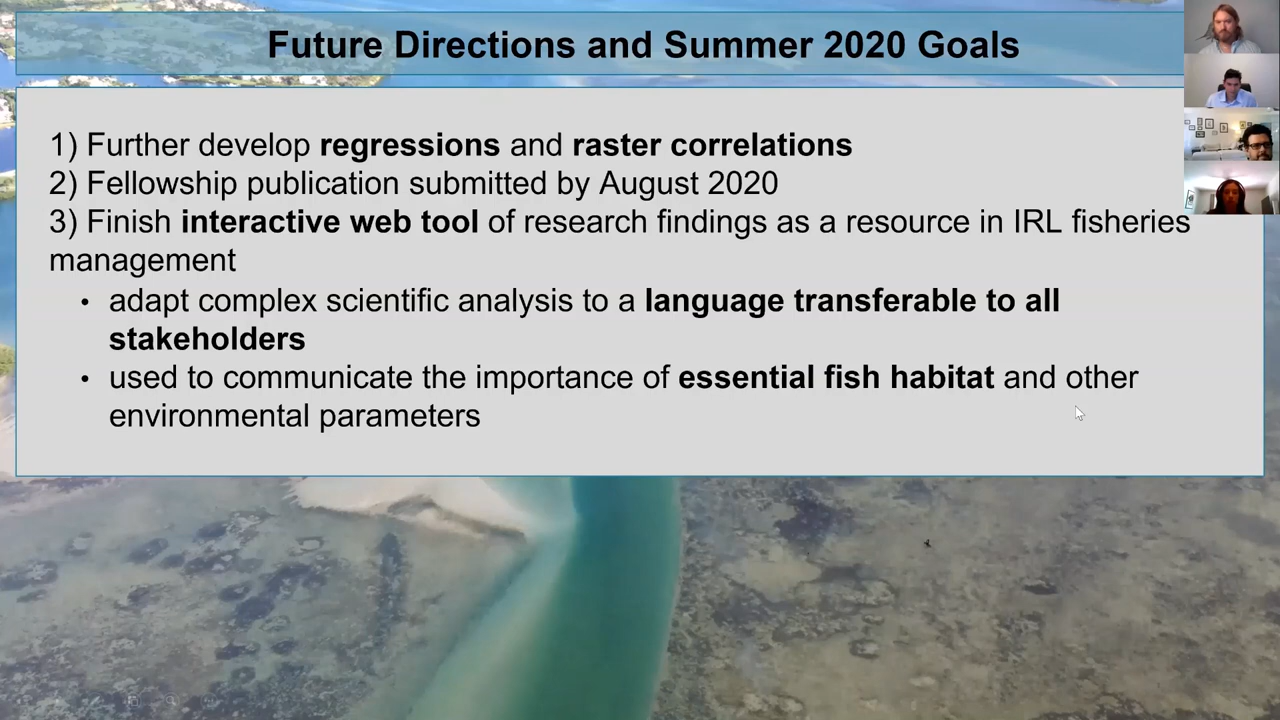 Future Directions and Summer 2020 Goals
1) Further develop regressions and raster correlations
2) Fellowship publication submitted by August 2020
3) Finish interactive web tool of research findings as a resource in IRL fisheries
management
• adapt complex scientific analysis to a language transferable to all
stakeholders
• used to communicate the importance of essential fish habitat and other
environmental parameters